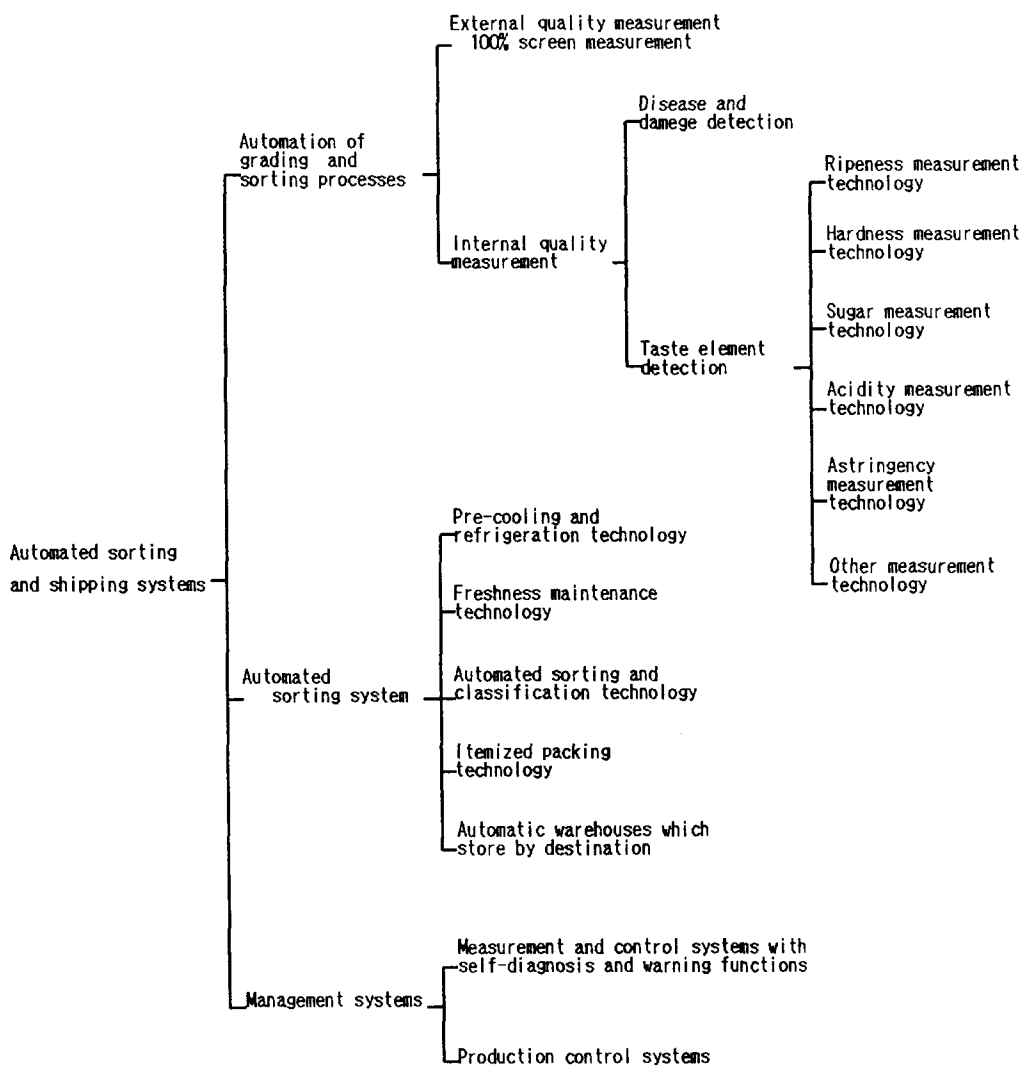 External quality measurement
100% screen measurement
Disease and
damege detection
Automation of
grading and
sorting processes
Ripeness measurement
technology
Internal quality
measurement
Hardness measurement
technology
Sugar measurement
technology
Taste element
detection
Acidity measurement
technology
Astringency
measurement
technology
Other measurement
technology
Automated sorting
and shipping systems
Pre-cooling and
refrigeration technology
Freshness maintenance
technology
Automated
sorting system
Automated sorting and
classification technology
Itemized packing
technology
Automatic warehouses which
store by destination
Management systems
Measurement and control systems with
self-diagnosis and warning functions
Production control systems